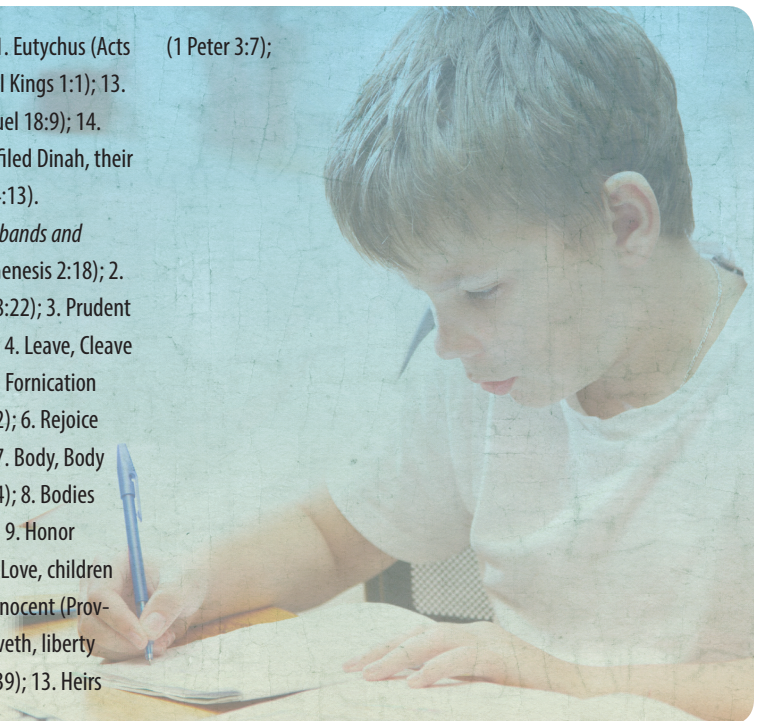 1. Eutychus (Acts
I Kings 1:1); 13.
uel 18:9); 14.
filed Dinah, their
:13).
bands and
enesis 2:18); 2.
8:22); 3. Prudent
4. Leave, Cleave
Fornication
2); 6. Rejoice
7. Body, Body
4); 8. Bodies
9. Honor
Love, children
nocent (Prov-
veth, liberty
39); 13. Heirs
(1 Peter 3:7);